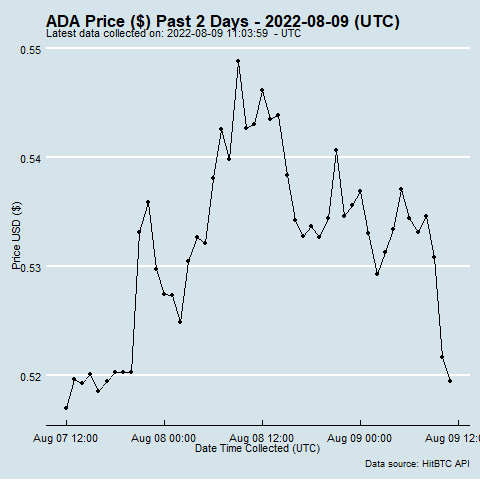 ADA Price ($) Past 2 Days - 2022-08-09 (UTC)
Latest data collected on: 2022-08-09 11:03:59 - UTC
0.55
0.54
0.53
0.52
Price USD ($)
Aug 07 12:00
Aug 08 00:00
Aug 08 12:00
Aug 09 00:00
Aug 09 12:00
Date Time Collected (UTC)
Data source: HitBTC API